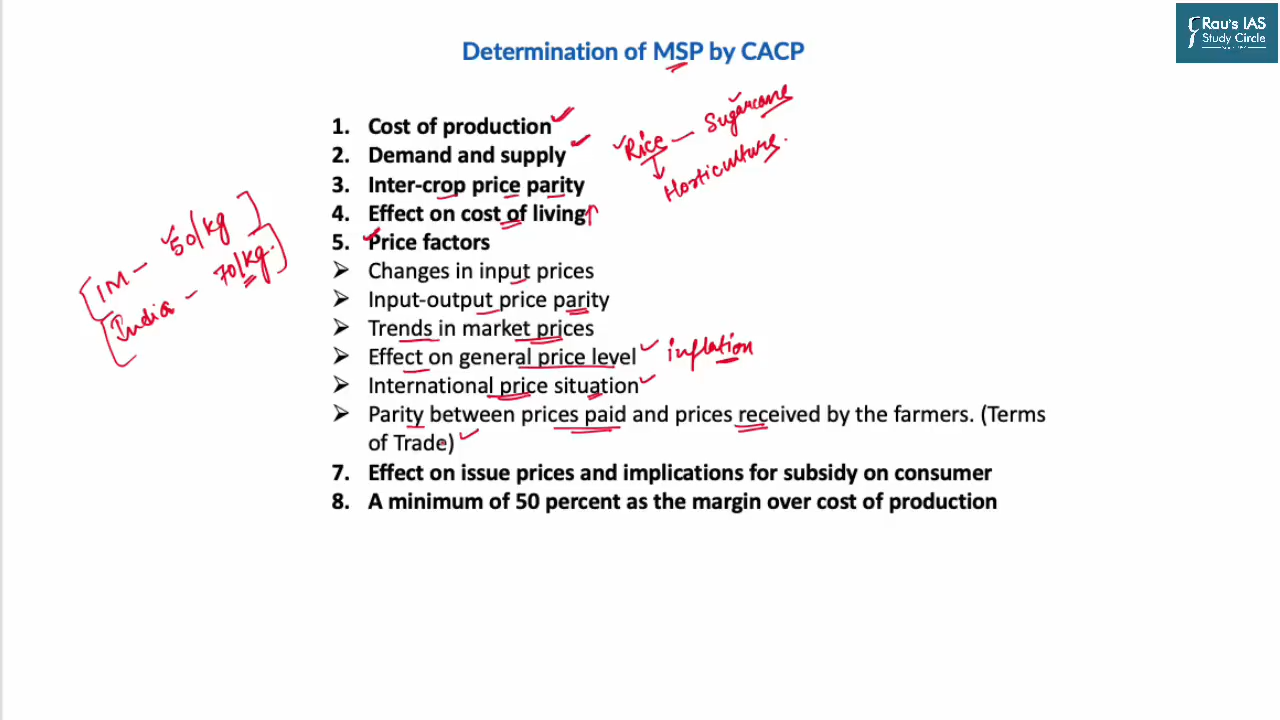 Rau's IAS
Study Circle
Determination of MSP by CACP
1. Cost of production
2. Demand and supply
3. Inter-crop price parity
4. Effect on cost of living
5. Price factors
➢ Changes in input prices
➢ Input-output price parity
➢ Trends in market prices
➢ Effect on general price level
➢ International price situation
➢ Parity between prices paid and prices received by the farmers. (Terms
of Trade)
7. Effect on issue prices and implications for subsidy on consumer
8. A minimum of 50 percent as the margin over cost of production
Rice – Sugarcane
Horticulture
IM – 50/kg
India – 70/kg.
inflation